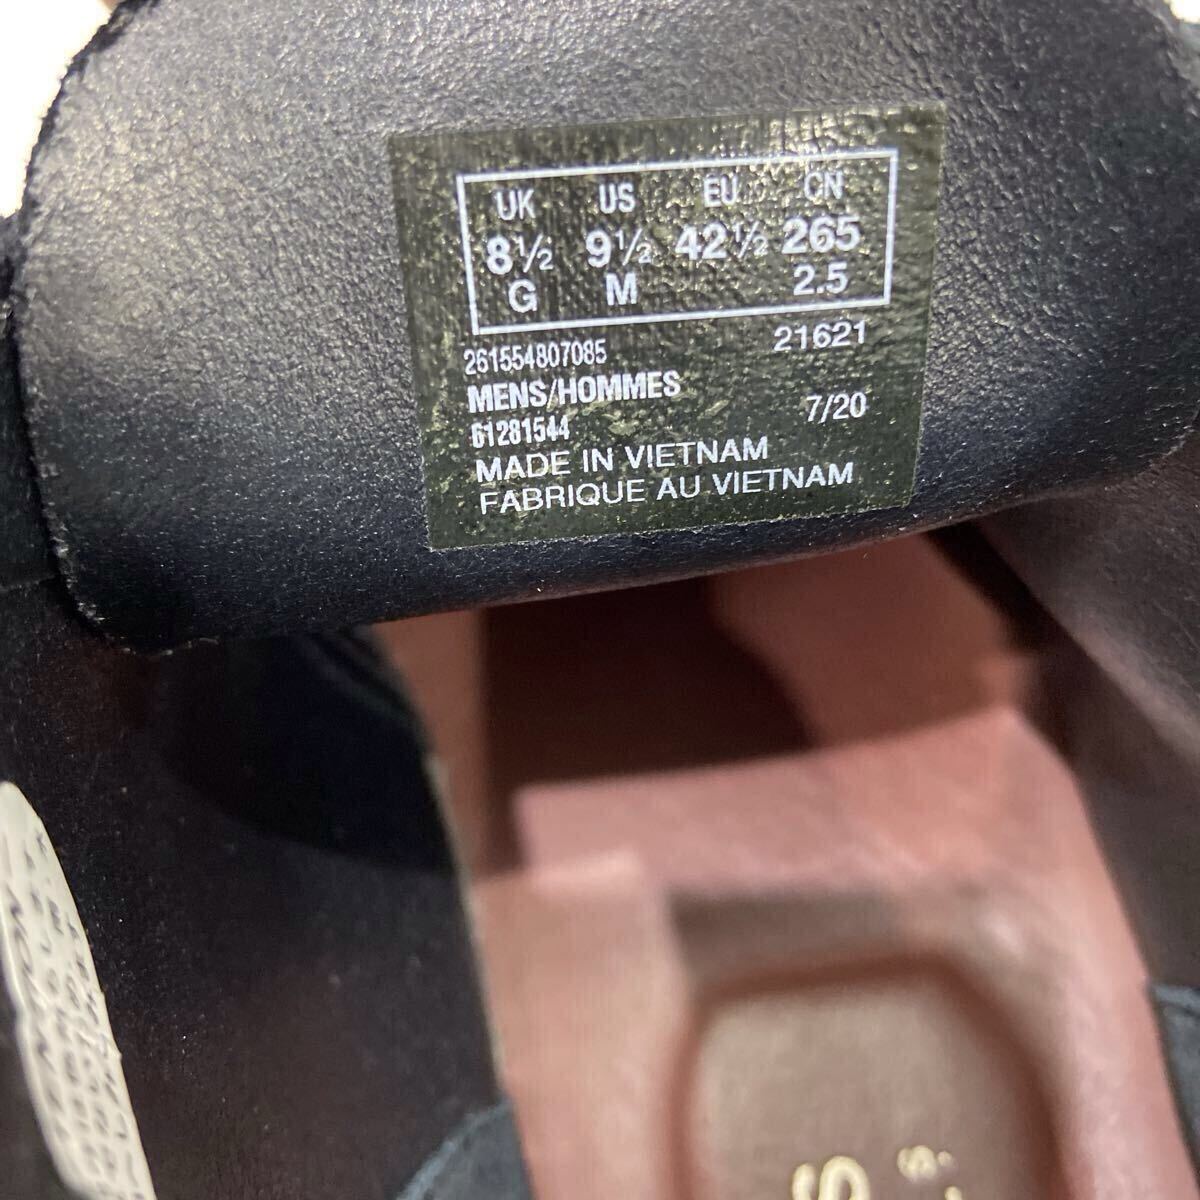 UK US EU CN
8½ 9½ 42½ 265
G M 2.5
261554807085 21621
MENS/HOMMES
61281544 7/20
MADE IN VIETNAM
FABRIQUE AU VIETNAM
S
S